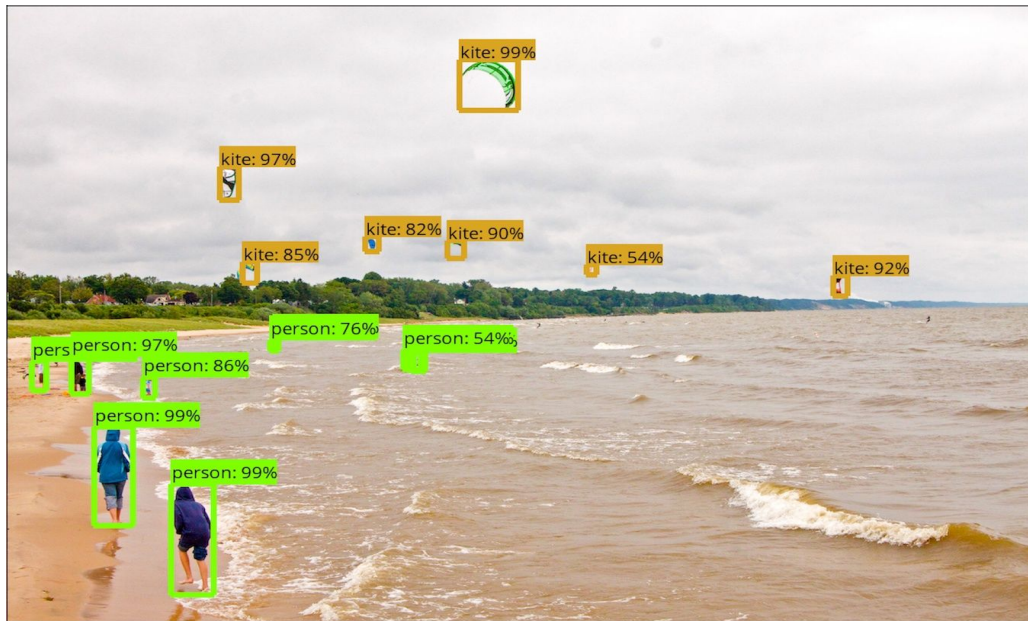 kite: 99%
kite: 97%
kite: 82%
kite: 90%
kite: 85%
kite: 54%
kite: 92%
person: 76%
person: 54%
pers
person: 97%
person: 86%
person: 99%
person: 99%